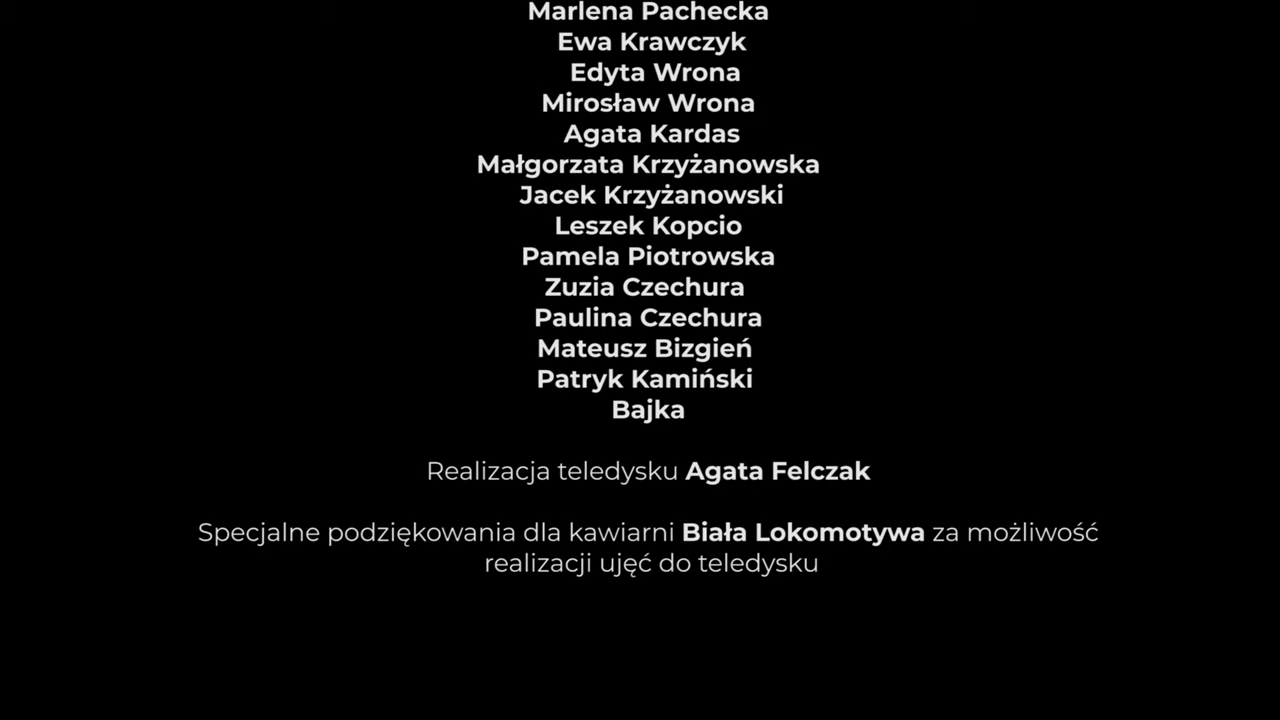 Marlena Pachecka
Ewa Krawczyk
Edyta Wrona
Mirosław Wrona
Agata Kardas
Małgorzata Krzyżanowska
Jacek Krzyżanowski
Leszek Kopcio
Pamela Piotrowska
Zuzia Czechura
Paulina Czechura
Mateusz Bizgień
Patryk Kamiński
Bajka
Realizacja teledysku Agata Felczak
Specjalne podziękowania dla kawiarni Biała Lokomotywa za możliwość
realizacji ujęć do teledysku